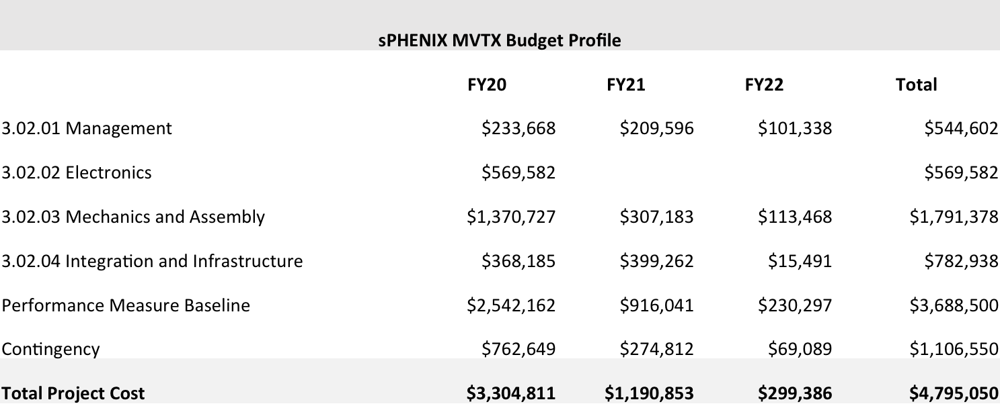 sPHENIX MVTX Budget Profile
FY20 FY21 FY22 Total
3.02.01 Management $233,668 $209,596 $101,338 $544,602
3.02.02 Electronics $569,582 $569,582
3.02.03 Mechanics and Assembly $1,370,727 $307,183 $113,468 $1,791,378
3.02.04 Integration and Infrastructure $368,185 $399,262 $15,491 $782,938
Performance Measure Baseline $2,542,162 $916,041 $230,297 $3,688,500
Contingency $762,649 $274,812 $69,089 $1,106,550
Total Project Cost $3,304,811 $1,190,853 $299,386 $4,795,050